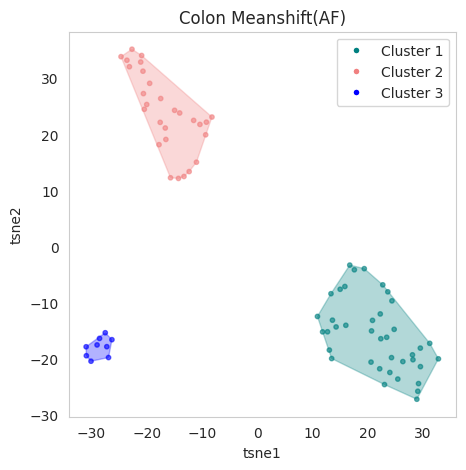 Colon Meanshift(AF)
Cluster 1
Cluster 2
Cluster 3
tsne2
30
20
10
0
−10
−20
−30
−30 −20 −10 0 10 20 30
tsne1